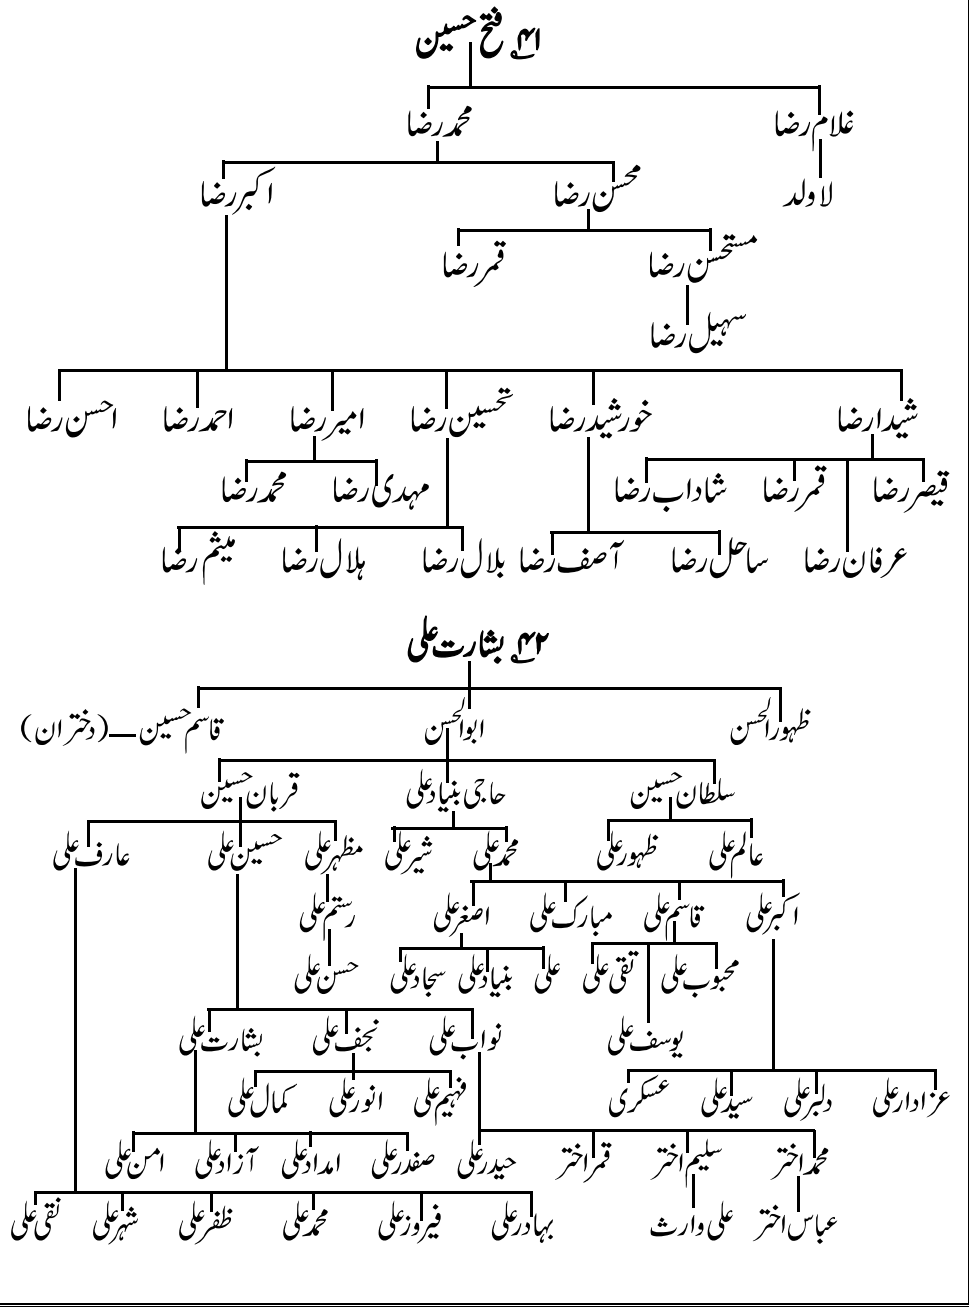 ۴۱؎ فتح حسین
غلام رضا محمد رضا
لا ولد محسن رضا اکبر رضا
مستحسن رضا قمر رضا
سہیل رضا
شیدا رضا خورشید رضا تحسین رضا امیر رضا احمد رضا احسن رضا
قیصر رضا قمر رضا شاداب رضا مہدی رضا محمد رضا
عرفان رضا ساحل رضا آصف رضا بلال رضا ہلال رضا میثم رضا
۴۲؎ بشارت علی
ظہور الحسن ابوالحسن قاسم حسین—(دختران)
سلطان حسین حاجی بنیاد علی قربان حسین
عالم علی ظہور علی محمد علی شیر علی مظہر علی حسین علی عارف علی
اکبر علی قاسم علی مبارک علی اصغر علی رستم علی
محبوب علی تقی علی علی بنیاد علی سجاد علی حسن علی
یوسف علی نواب علی نجف علی بشارت علی
عزادار علی دلبر علی سید علی عسکری فہیم علی انور علی کمال علی
محمد اختر سلیم اختر قمر اختر حیدر علی صفدر علی امداد علی آزاد علی امن علی
عباس اختر علی وارث بہادر علی فیروز علی محمد علی ظفر علی شہر علی نقی علی